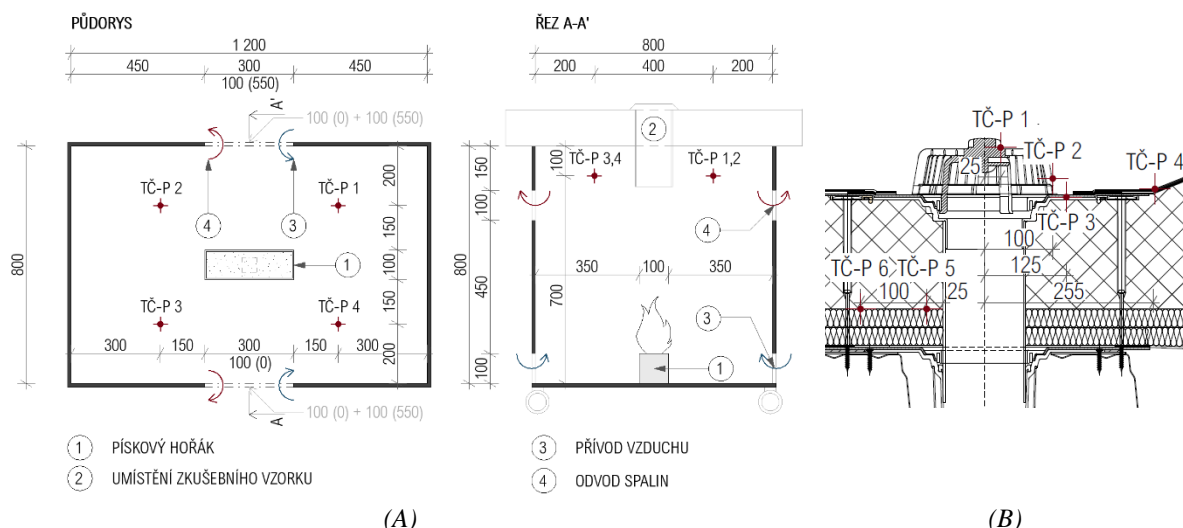 PŮDORYS
1 200
450 300 450
100 (550)
A'
100 (0) + 100 (550)
TČ-P 2 TČ-P 1
4 3
1
TČ-P 3 TČ-P 4
800
200
150
100
150
200
300 150 300 150 300
100 (0)
A
100 (0) + 100 (550)
1 PÍSKOVÝ HOŘÁK
2 UMÍSTĚNÍ ZKUŠEBNÍHO VZORKU
(A)
ŘEZ A-A'
800
200 400 200
2
TČ-P 3,4 TČ-P 1,2
150
100
100
4
800
350 100 350
450
700
3
100
1
3 PŘÍVOD VZDUCHU
4 ODVOD SPALIN
TČ-P 1
TČ-P 2
25
TČ-P 4
TČ-P 3
100
TČ-P 6 TČ-P 5
125
100 25 255
(B)